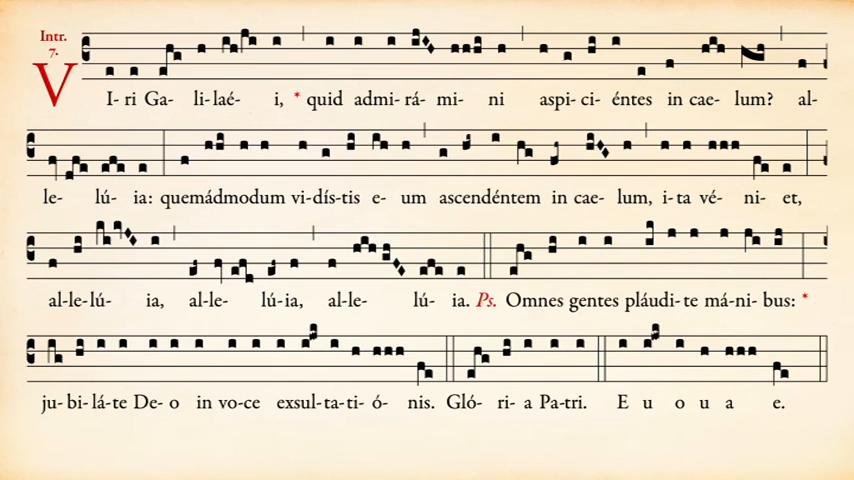 Intr.
7.
VI-ri Ga-li-laé-i, * quid admi-rá-mi-ni aspi-ci-éntes in cae-lum? al-
le-lú-ia: quemádmodum vi-dís-tis e-um ascendéntem in cae-lum, i-ta vé-ni-et,
al-le-lú-ia, al-le-lú-ia, al-le-lú-ia. Ps. Omnes gentes pláudi-te má-ni-bus: *
ju-bi-lá-te De-o in vo-ce exsul-ta-ti-ó-nis. Gló-ri-a Pa-tri. E u o u a e.